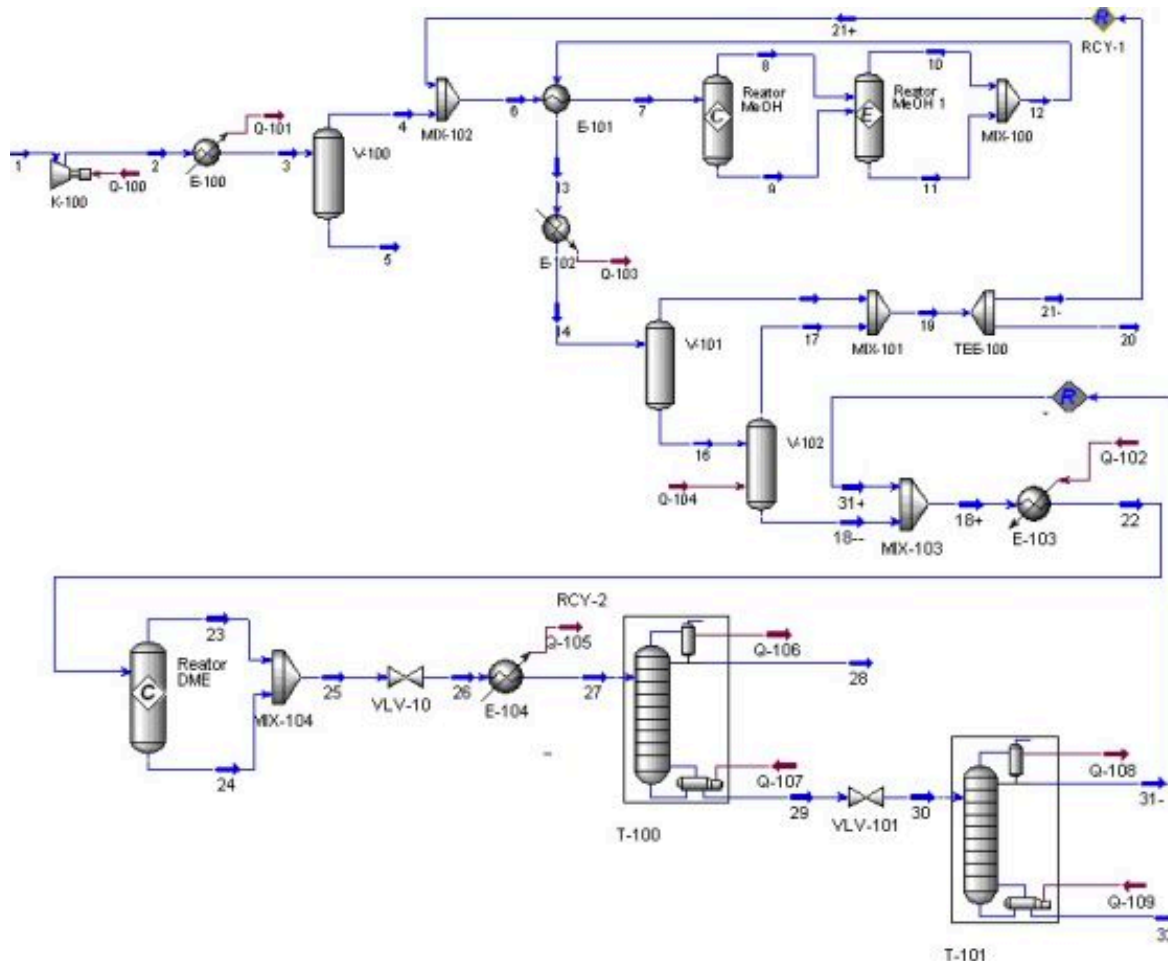 21+
R
RCY-1
8
10
Reator
MeOH
C
Reator
MeOH 1
E
Q-101
4
MIX-102
6
E-101
7
MIX-100
12
1
K-100
2
Q-100
E-100
3
V-100
9
11
5
13
E-102
Q-103
14
V-101
17
MIX-101
19
TEE-100
21-
20
16
V-102
R
Q-104
31+
18--
MIX-103
18+
E-103
Q-102
22
RCY-2
23
Reator
DME
C
MIX-104
24
25
VLV-10
26
Q-105
E-104
27
Q-106
28
Q-107
29
T-100
VLV-101
30
Q-108
31-
Q-109
T-101